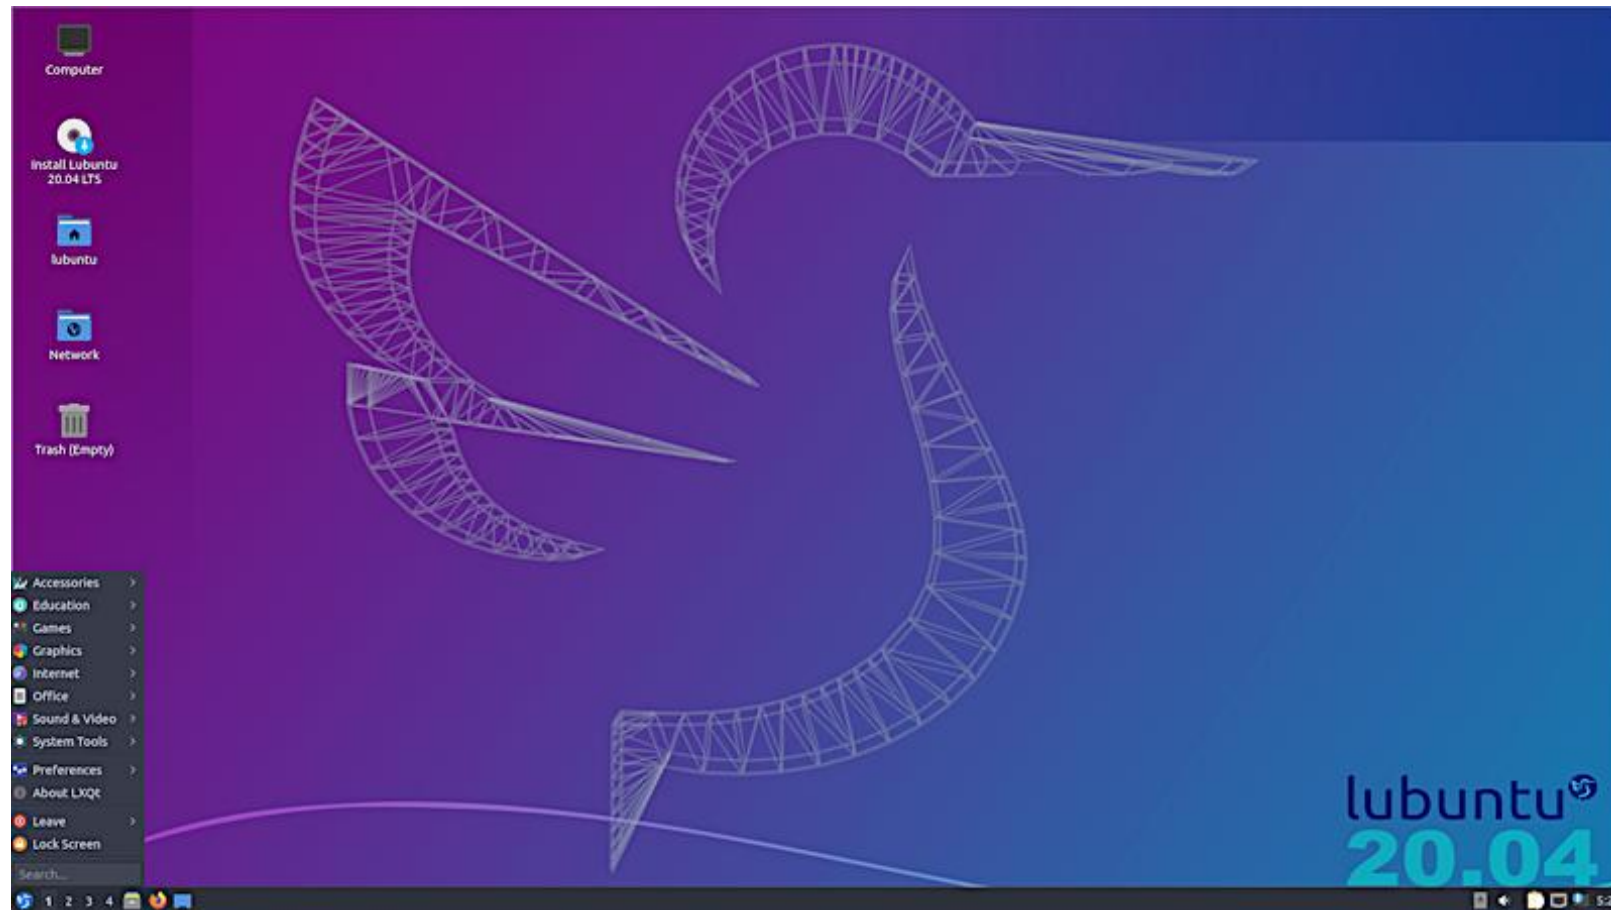 Computer
Install Lubuntu
20.04 LTS
lubuntu
Network
Trash (Empty)
Accessories
Education
Games
Graphics
Internet
Office
Sound & Video
System Tools
Preferences
About LXQt
Leave
Lock Screen
Search...
lubuntu
20.04
1 2 3 4